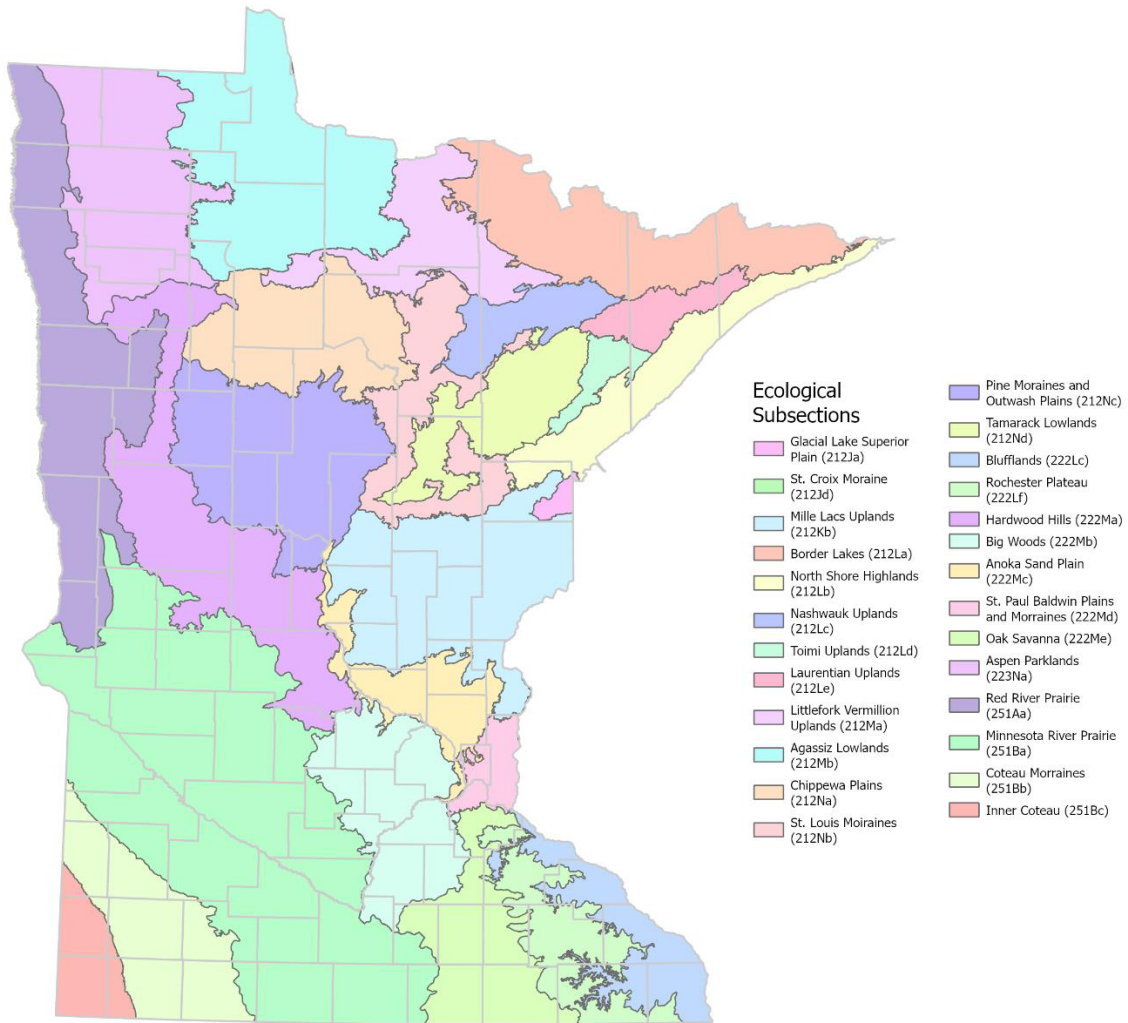 Ecological
Subsections
Glacial Lake Superior
Plain (212Ja)
St. Croix Moraine
(212Jd)
Mille Lacs Uplands
(212Kb)
Border Lakes (212La)
North Shore Highlands
(212Lb)
Nashwauk Uplands
(212Lc)
Toimi Uplands (212Ld)
Laurentian Uplands
(212Le)
Littlefork Vermillion
Uplands (212Ma)
Agassiz Lowlands
(212Mb)
Chippewa Plains
(212Na)
St. Louis Moiraines
(212Nb)
Pine Moraines and
Outwash Plains (212Nc)
Tamarack Lowlands
(212Nd)
Blufflands (222Lc)
Rochester Plateau
(222Lf)
Hardwood Hills (222Ma)
Big Woods (222Mb)
Anoka Sand Plain
(222Mc)
St. Paul Baldwin Plains
and Morraines (222Md)
Oak Savanna (222Me)
Aspen Parklands
(223Na)
Red River Prairie
(251Aa)
Minnesota River Prairie
(251Ba)
Coteau Morraines
(251Bb)
Inner Coteau (251Bc)